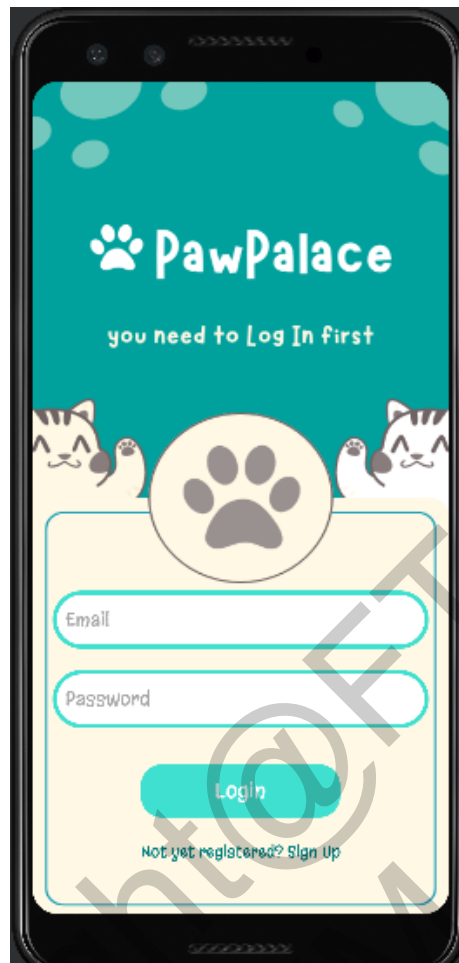 PawPalace
you need to Log In first
Email
Password
Login
Not yet registered? Sign Up